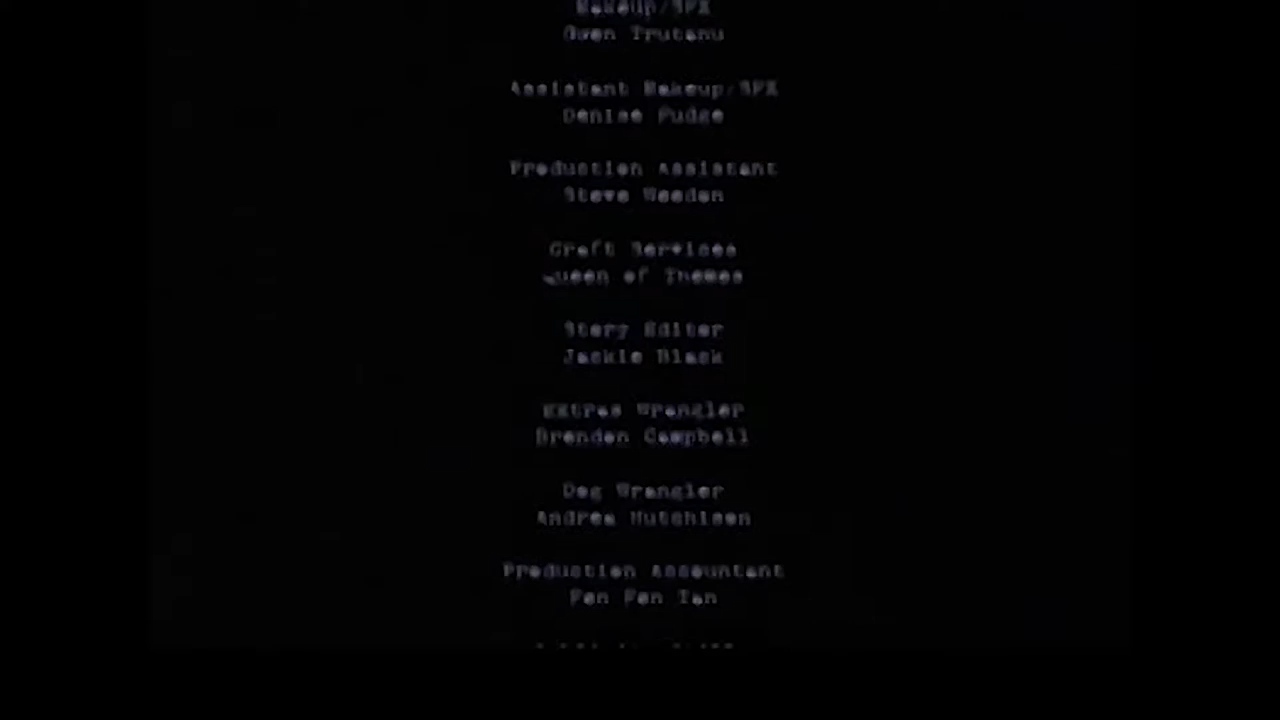 Makeup/SPX
Gwen Trutanu
Assistant Makeup/SPX
Denise Pudge
Production Assistant
Steve Weeden
Craft Services
Queen of Themes
Story Editor
Jackie Black
Extras Wrangler
Brenden Campbell
Dog Wrangler
Andrea Hutchison
Production Accountant
Fen Fen Tan